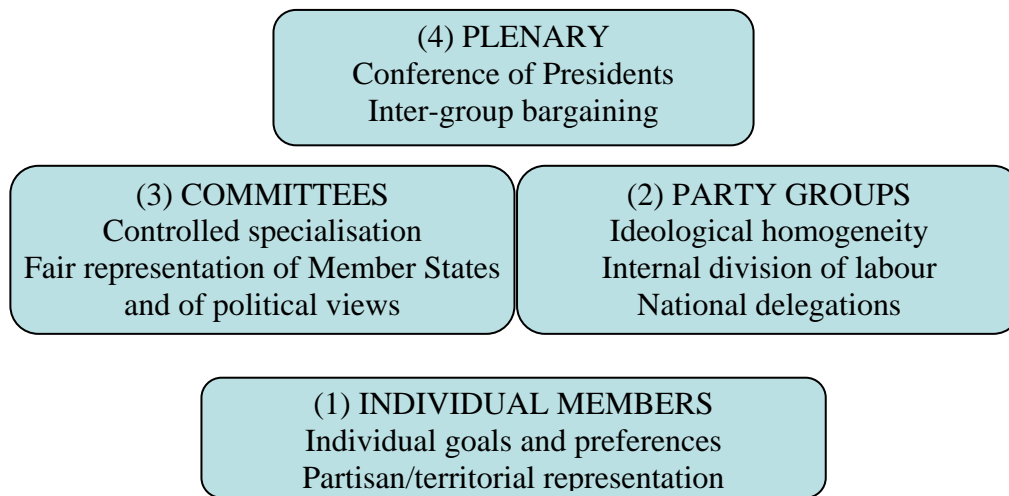 (4) PLENARY
Conference of Presidents
Inter-group bargaining
(3) COMMITTEES
Controlled specialisation
Fair representation of Member States
and of political views
(2) PARTY GROUPS
Ideological homogeneity
Internal division of labour
National delegations
(1) INDIVIDUAL MEMBERS
Individual goals and preferences
Partisan/territorial representation